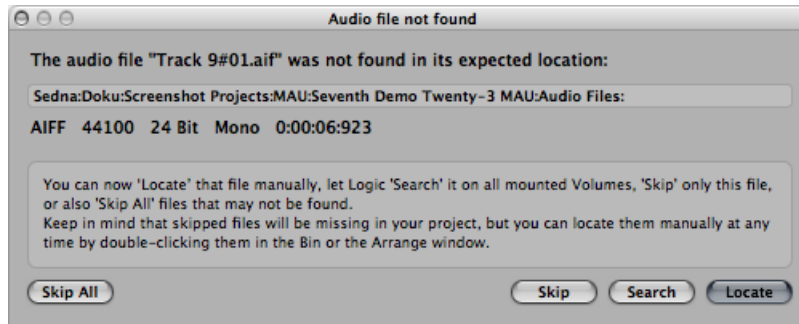 Audio file not found
The audio file "Track 9#01.aif" was not found in its expected location:
Sedna:Doku:Screenshot Projects:MAU:Seventh Demo Twenty-3 MAU:Audio Files:
AIFF 44100 24 Bit Mono 0:00:06:923
You can now 'Locate' that file manually, let Logic 'Search' it on all mounted Volumes, 'Skip' only this file,
or also 'Skip All' files that may not be found.
Keep in mind that skipped files will be missing in your project, but you can locate them manually at any
time by double-clicking them in the Bin or the Arrange window.
Skip All Skip Search Locate